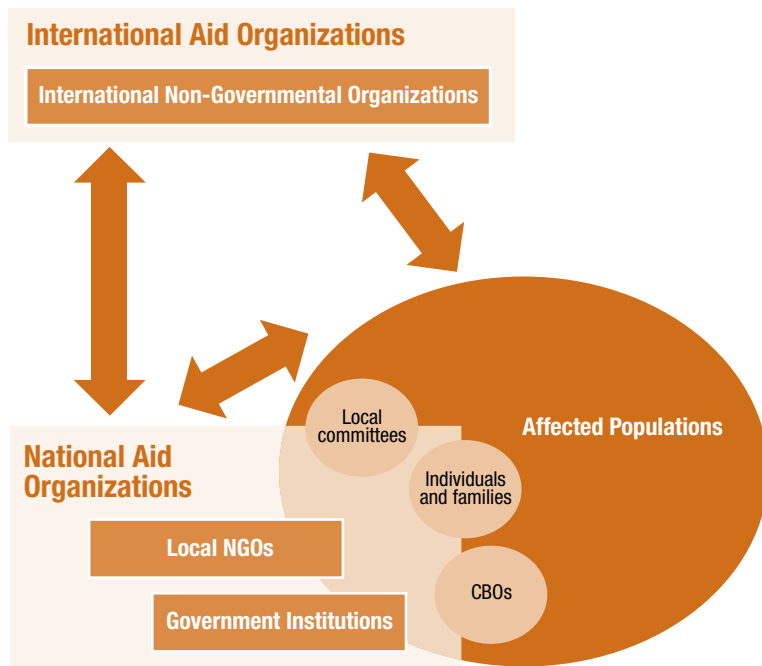 International Aid Organizations
International Non-Governmental Organizations
Local
committees
Affected Populations
National Aid
Organizations
Individuals
and families
Local NGOs
CBOs
Government Institutions